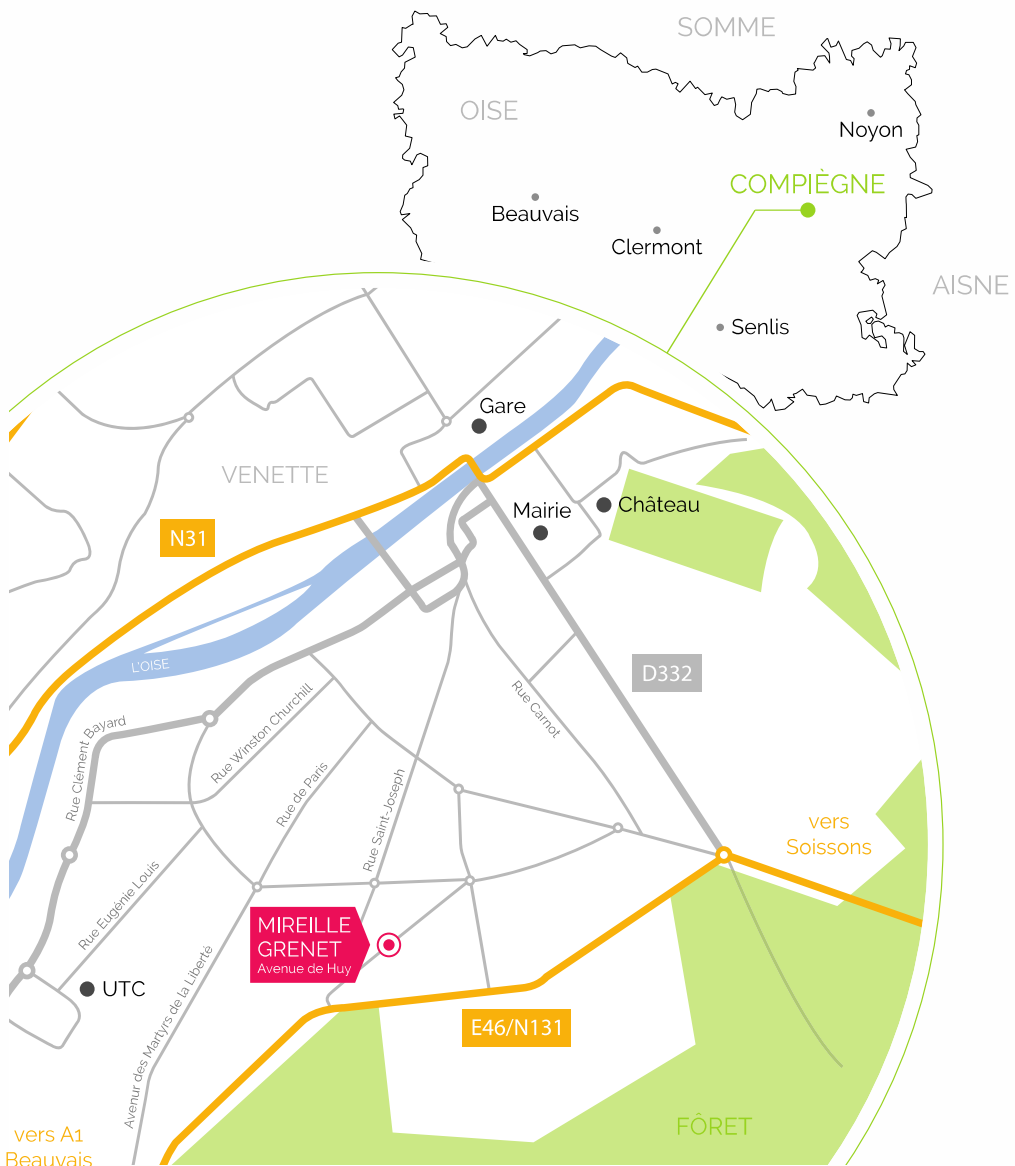 SOMME
OISE
Noyon
COMPIÈGNE
Beauvais
Clermont
AISNE
Senlis
Gare
VENETTE
Château
Mairie
N31
L'OISE
D332
Rue Carnot
Rue Clément Bayard
Rue Winston Churchill
Rue de Paris
Rue Saint-Joseph
vers
Soissons
Rue Eugénie Louis
MIREILLE
GRENET
Avenue de Huy
UTC
Avenur des Martyrs de la Liberté
E46/N131
FÔRET
vers A1
Beauvais